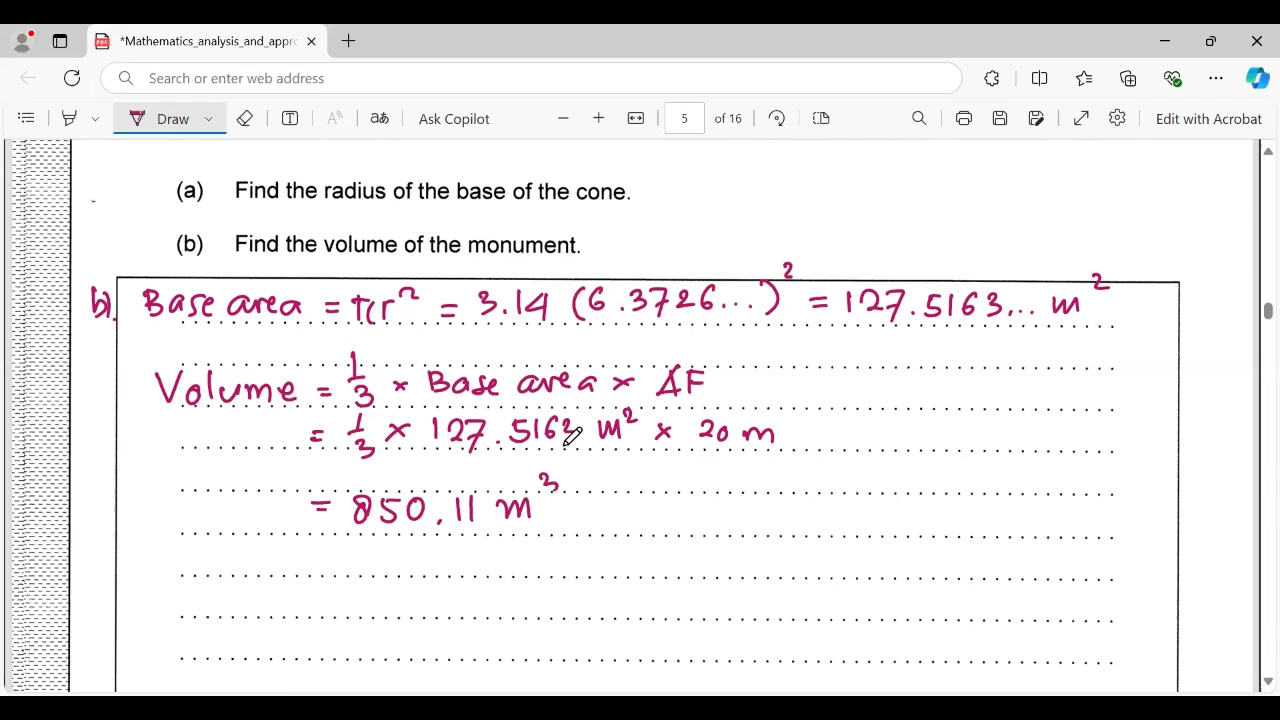 *Mathematics_analysis_and_appro
Search or enter web address
Draw
Ask Copilot
5 of 16
Edit with Acrobat
(a) Find the radius of the base of the cone.
(b) Find the volume of the monument.
b). Base area = πr² = 3.14 (6.3726...)² = 127.5163... m²
Volume = 1/3 × Base area × AF
= 1/3 × 127.5163 m² × 20 m
= 850.11 m³